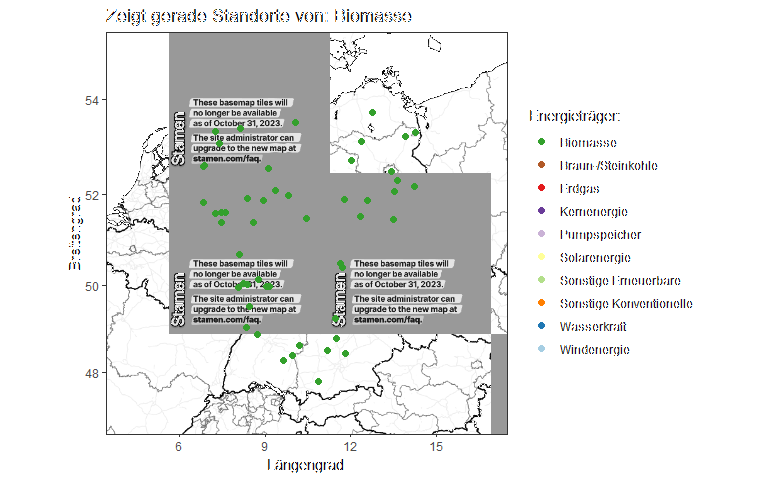 Zeigt gerade Standorte von: Biomasse
These basemap tiles will
no longer be available
as of October 31, 2023.
The site administrator can
upgrade to the new map at
stamen.com/faq.
Stamen
These basemap tiles will
no longer be available
as of October 31, 2023.
The site administrator can
upgrade to the new map at
stamen.com/faq.
Stamen
These basemap tiles will
no longer be available
as of October 31, 2023.
The site administrator can
upgrade to the new map at
stamen.com/faq.
Stamen
54
52
50
48
Breitengrad
6
9
12
15
Längengrad
Energieträger:
Biomasse
Braun-/Steinkohle
Erdgas
Kernenergie
Pumpspeicher
Solarenergie
Sonstige Erneuerbare
Sonstige Konventionelle
Wasserkraft
Windenergie